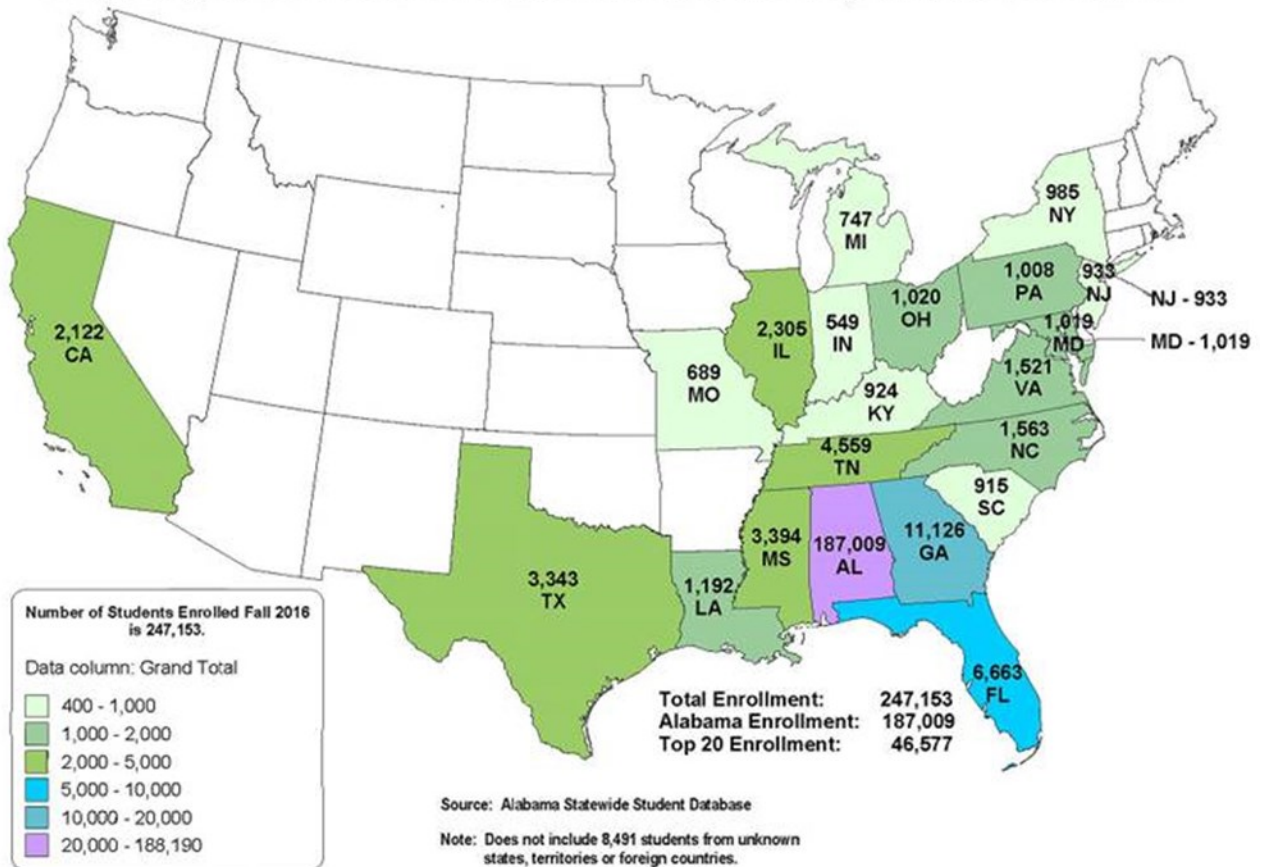 985
NY
747
MI
1,008
PA
933
NJ
NJ - 933
1,020
OH
1,019
MD
MD - 1,019
2,122
CA
2,305
IL
549
IN
689
MO
1,521
VA
924
KY
1,563
NC
4,559
TN
915
SC
3,394
MS
187,009
AL
11,126
GA
3,343
TX
1,192
LA
6,663
FL
Number of Students Enrolled Fall 2016
is 247,153.
Data column: Grand Total
400 - 1,000
1,000 - 2,000
2,000 - 5,000
5,000 - 10,000
10,000 - 20,000
20,000 - 188,190
Total Enrollment: 247,153
Alabama Enrollment: 187,009
Top 20 Enrollment: 46,577
Source: Alabama Statewide Student Database
Note: Does not include 8,491 students from unknown
states, territories or foreign countries.